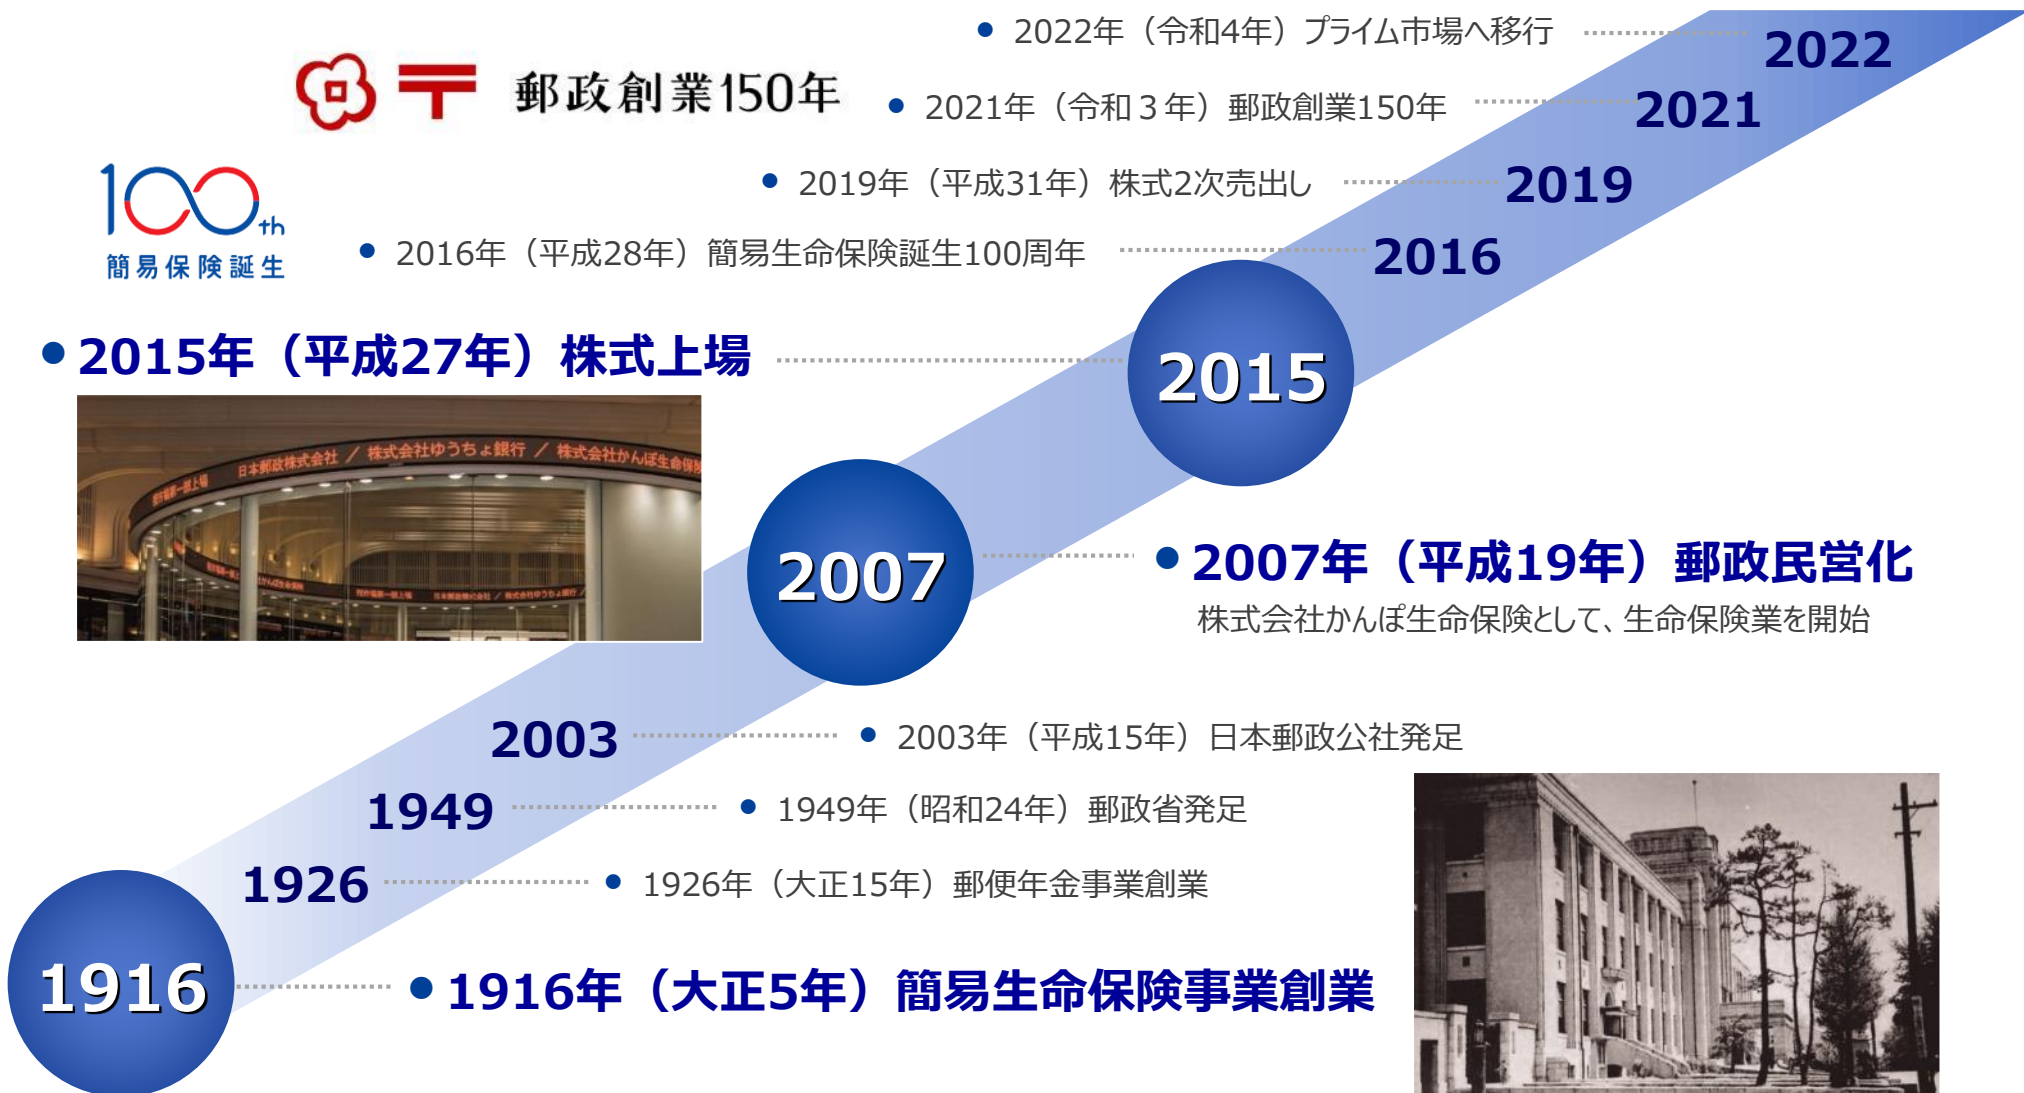 2022年（令和4年）プライム市場へ移行
2022
郵政創業150年
2021年（令和３年）郵政創業150年
2021
100th
簡易保険誕生
2019年（平成31年）株式2次売出し
2019
2016年（平成28年）簡易生命保険誕生100周年
2016
2015年（平成27年）株式上場
2015
日本郵政株式会社 ／ 株式会社ゆうちょ銀行 ／ 株式会社かんぽ生命保険
2007
2007年（平成19年）郵政民営化
株式会社かんぽ生命保険として、生命保険業を開始
2003
2003年（平成15年）日本郵政公社発足
1949
1949年（昭和24年）郵政省発足
1926
1926年（大正15年）郵便年金事業創業
1916
1916年（大正5年）簡易生命保険事業創業